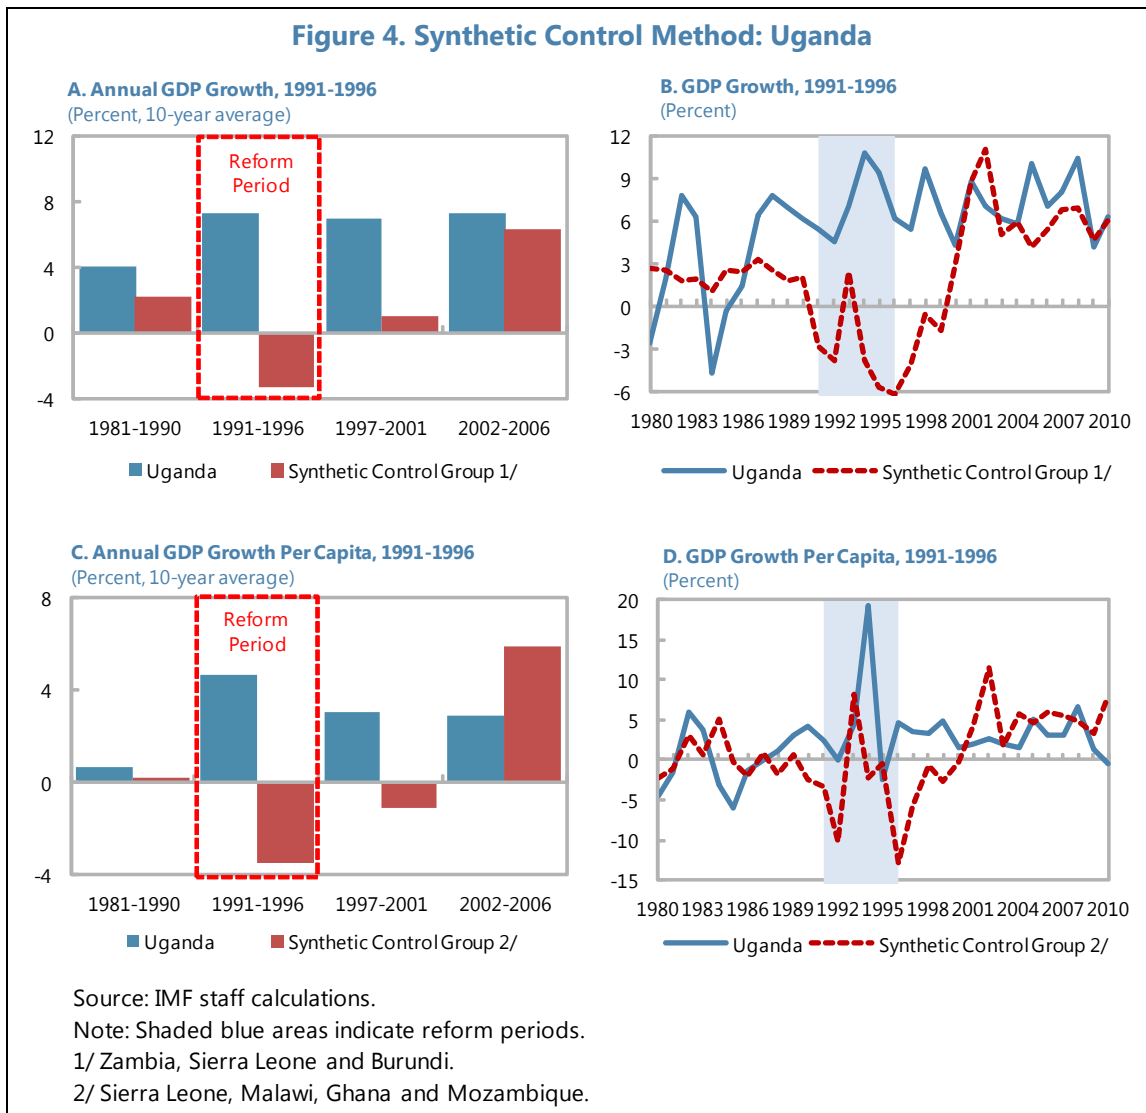 Figure 4. Synthetic Control Method: Uganda
A. Annual GDP Growth, 1991-1996
(Percent, 10-year average)
12
8
4
0
-4
Reform
Period
1981-1990 1991-1996 1997-2001 2002-2006
Uganda Synthetic Control Group 1/
B. GDP Growth, 1991-1996
(Percent)
12
9
6
3
0
-3
-6
1980 1983 1986 1989 1992 1995 1998 2001 2004 2007 2010
Uganda Synthetic Control Group 1/
C. Annual GDP Growth Per Capita, 1991-1996
(Percent, 10-year average)
8
4
0
-4
Reform
Period
1981-1990 1991-1996 1997-2001 2002-2006
Uganda Synthetic Control Group 2/
D. GDP Growth Per Capita, 1991-1996
(Percent)
20
15
10
5
0
-5
-10
-15
1980 1983 1986 1989 1992 1995 1998 2001 2004 2007 2010
Uganda Synthetic Control Group 2/
Source: IMF staff calculations.
Note: Shaded blue areas indicate reform periods.
1/ Zambia, Sierra Leone and Burundi.
2/ Sierra Leone, Malawi, Ghana and Mozambique.